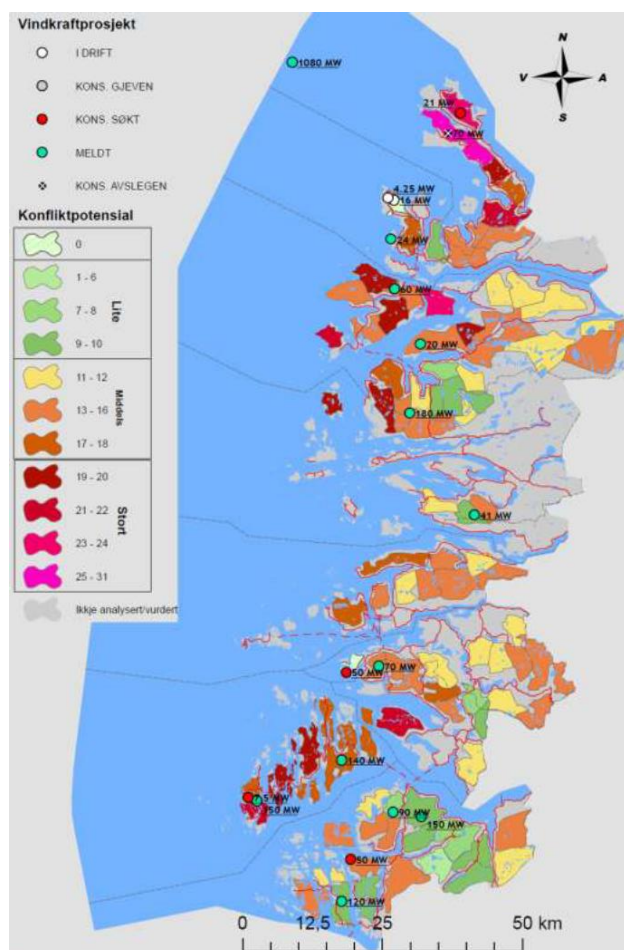 Vindkraftprosjekt
I DRIFT
KONS. GJEVEN
KONS. SØKT
MELDT
KONS. AVSLEGEN
Konfliktpotensial
0
1 - 6
7 - 8
9 - 10
Lite
11 - 12
13 - 16
17 - 18
Middels
19 - 20
21 - 22
23 - 24
25 - 31
Stort
Ikkje analysert/vurdert
N
V A
S
1080 MW
21 MW
70 MW
4.25 MW
16 MW
24 MW
60 MW
20 MW
180 MW
41 MW
70 MW
50 MW
140 MW
MW
90 MW
150 MW
50 MW
120 MW
0 12,5 25 50 km